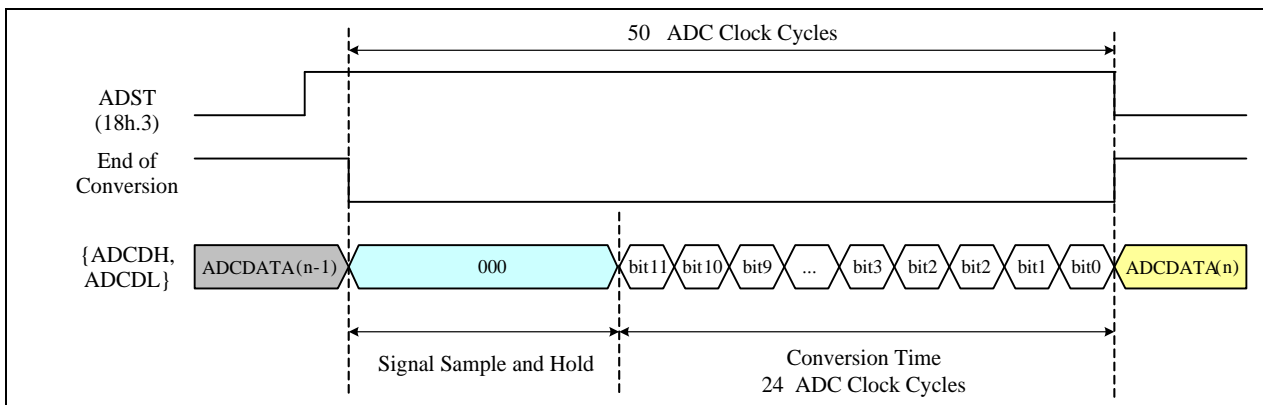 50 ADC Clock Cycles
ADST
(18h.3)
End of
Conversion
{ADCDH,
ADCDL}
ADCDATA(n-1)
000
bit11
bit10
bit9
...
bit3
bit2
bit2
bit1
bit0
ADCDATA(n)
Signal Sample and Hold
Conversion Time
24 ADC Clock Cycles